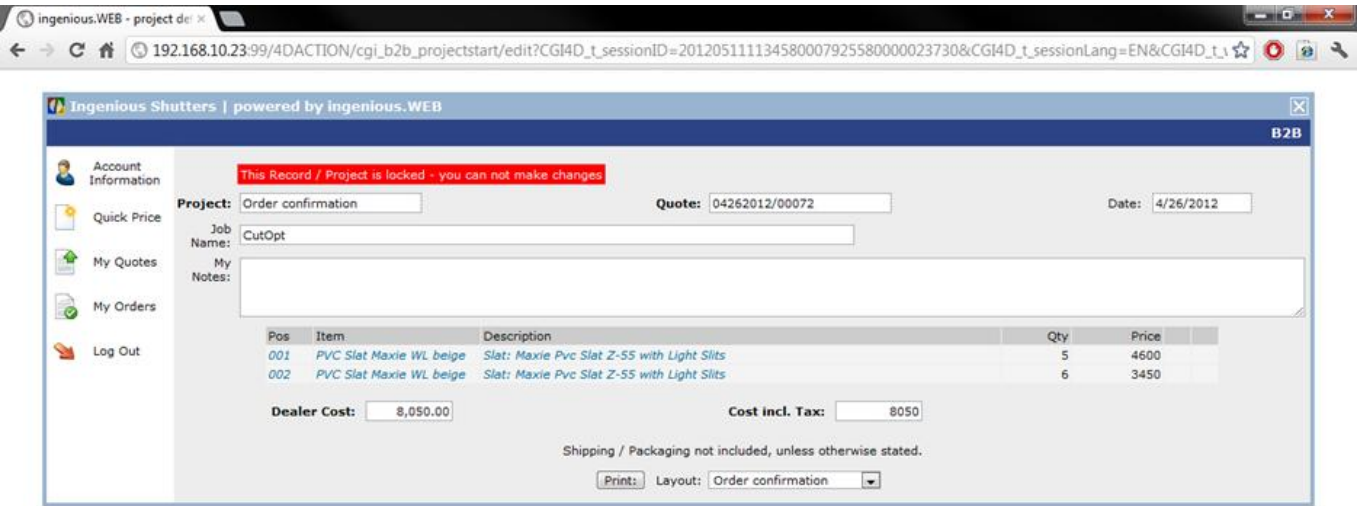 ingenious.WEB - project de
192.168.10.23:99/4DACTION/cgi_b2b_projectstart/edit?CGI4D_t_sessionID=20120511113458000792558000002373​0&CGI4D_t_sessionLang=EN&CGI4D_t_
Ingenious Shutters | powered by ingenious.WEB
B2B
Account
Information
Quick Price
My Quotes
My Orders
Log Out
This Record / Project is locked - you can not make changes
Project: Order confirmation Quote: 04262012/00072 Date: 4/26/2012
Job
Name: CutOpt
My
Notes:
Pos Item Description Qty Price
001 PVC Slat Maxie WL beige Slat: Maxie Pvc Slat Z-55 with Light Slits 5 4600
002 PVC Slat Maxie WL beige Slat: Maxie Pvc Slat Z-55 with Light Slits 6 3450
Dealer Cost: 8,050.00 Cost incl. Tax: 8050
Shipping / Packaging not included, unless otherwise stated.
Print: Layout: Order confirmation